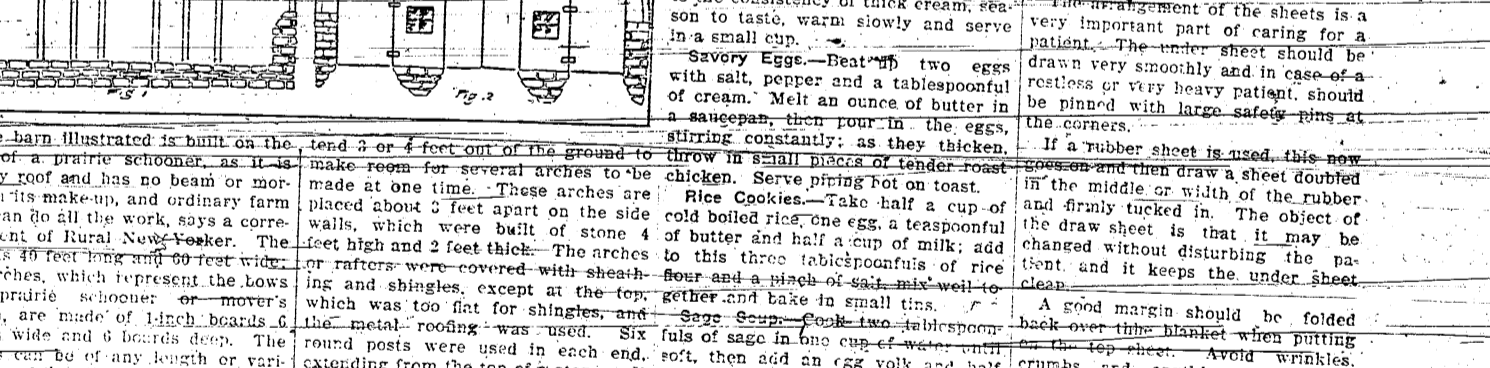 Fig 1
Fig. 2
barn illustrated is built on the
of a prairie schooner, as it is
roof and has no beam or mor-
its make-up, and ordinary farm
can do all the work, says a corre-
of Rural New Yorker. The
40 feet long and 60 feet wide;
which represent the bows
prairie schooner or mover's
are made of 1-inch boards 6
wide and 6 boards deep. The
can be of any length or vari-
tend 3 or 4 feet out of the ground to
make room for several arches to be
made at one time. These arches are
placed about 3 feet apart on the side
walls, which were built of stone 4
feet high and 2 feet thick. The arches
or rafters were covered with sheath-
ing and shingles, except at the top,
which was too flat for shingles, and
the metal roofing was used. Six
round posts were used in each end,
extending from the top of
consistency of thick cream, sea-
son to taste, warm slowly and serve
in a small cup.
Savory Eggs.—Beat up two eggs
with salt, pepper and a tablespoonful
of cream. Melt an ounce of butter in
a saucepan, then pour in the eggs,
stirring constantly; as they thicken,
throw in small pieces of tender roast
chicken. Serve piping hot on toast.
Rice Cookies.—Take half a cup of
cold boiled rice, one egg, a teaspoonful
of butter and half a cup of milk; add
to this three tablespoonfuls of rice
flour and a pinch of salt, mix well to-
gether and bake in small tins.
Sage Soup.—Cook two tablespoon-
fuls of sago in one cup of water until
soft, then add an egg yolk and half
The arrangement of the sheets is a
very important part of caring for a
patient. The under sheet should be
drawn very smoothly and in case of a
restless or very heavy patient, should
be pinned with large safety pins at
the corners.
If a rubber sheet is used, this now
goes on and then draw a sheet doubled
in the middle or width of the rubber
and firmly tucked in. The object of
the draw sheet is that it may be
changed without disturbing the pa-
tient and it keeps the under sheet
clean.
A good margin should be folded
back over thhe blanket when putting
on the top sheet. Avoid wrinkles,
crumbs and